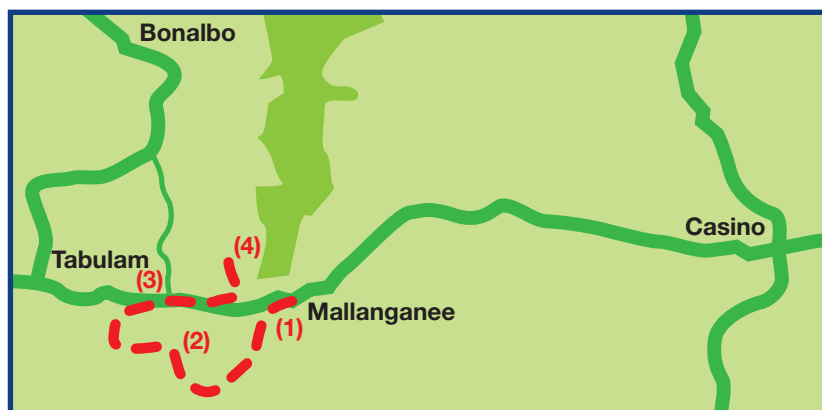 Bonalbo
Casino
(4)
Tabulam
(3)
Mallanganee
(1)
(2)